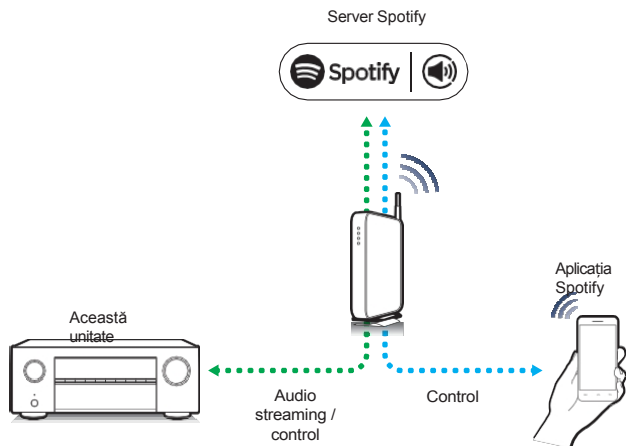 Server Spotify
Spotify
Aplicația
Spotify
Această
unitate
Audio
streaming /
control
Control